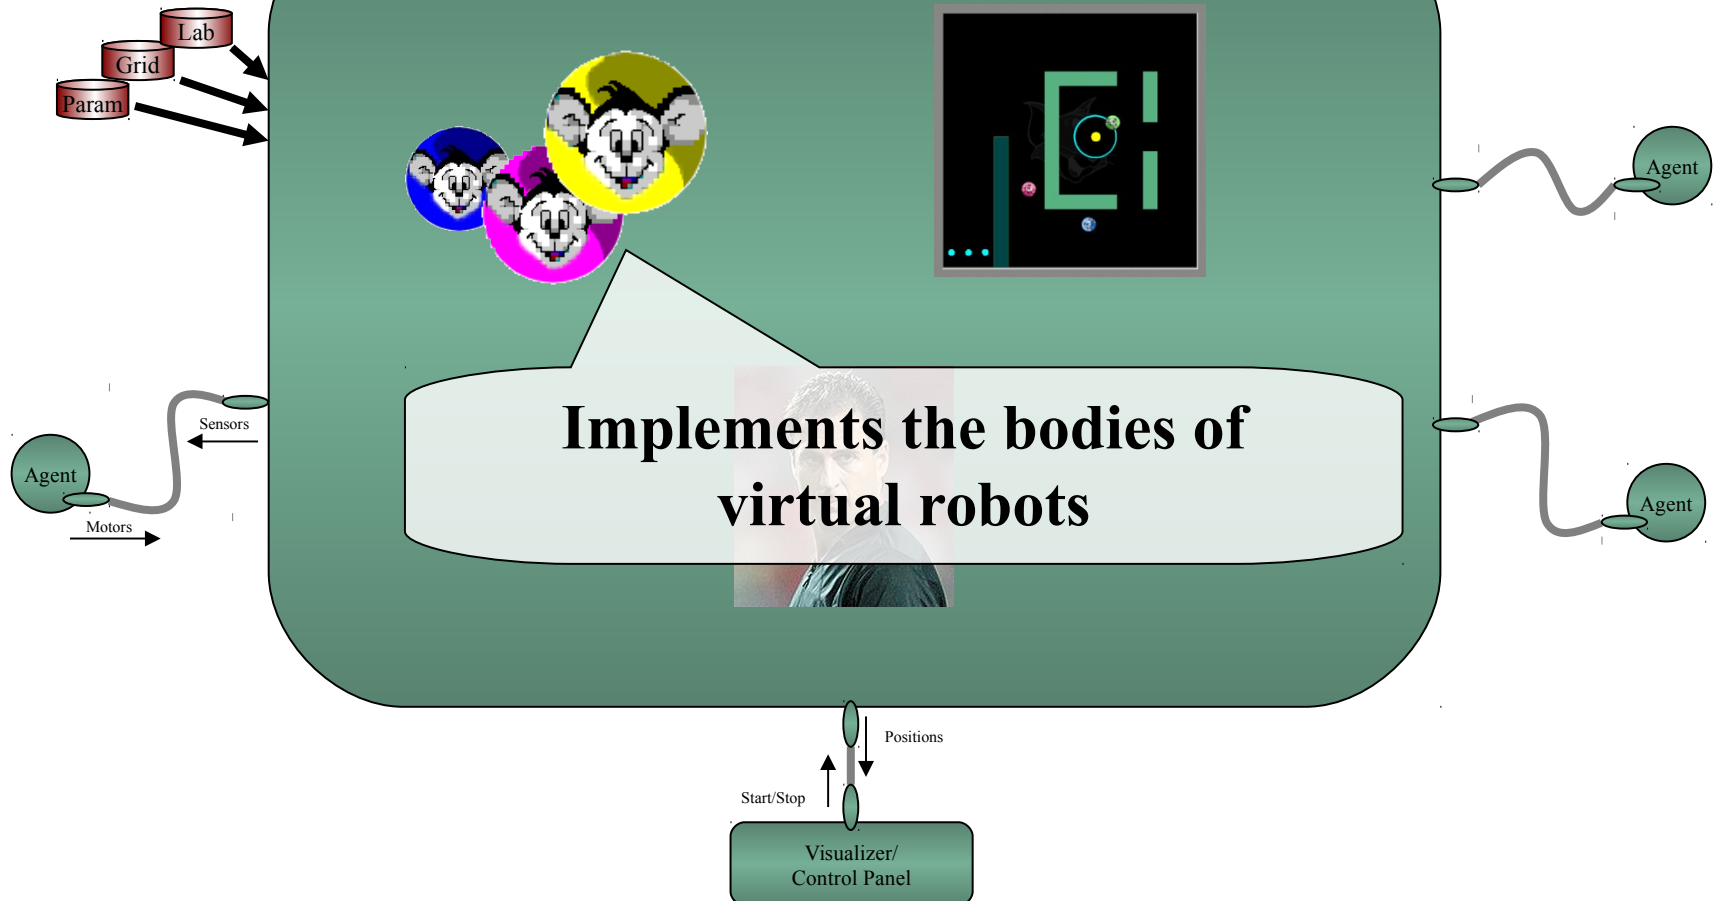 Lab
Grid
Param
Agent
Implements the bodies of
virtual robots
Sensors
Agent
Motors
Agent
Positions
Start/Stop
Visualizer/
Control Panel